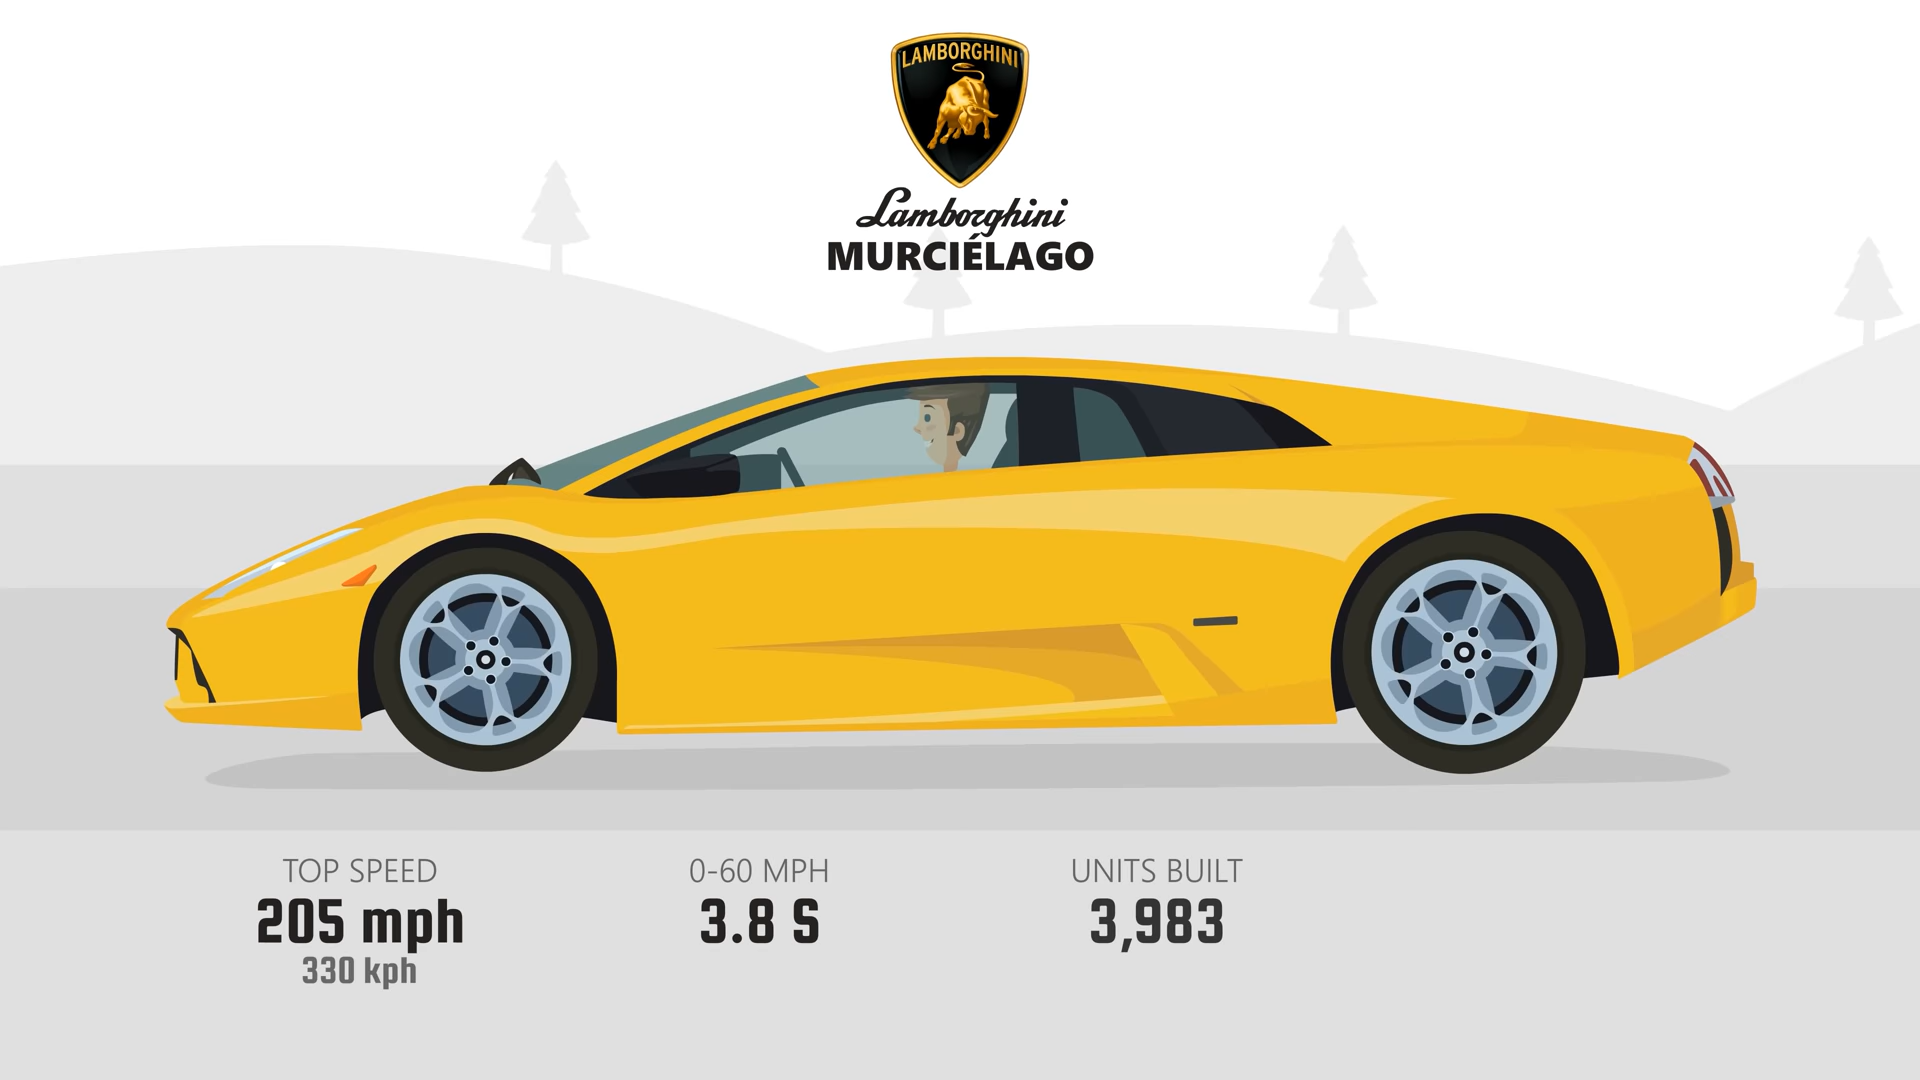 LAMBORGHINI
Lamborghini
MURCIÉLAGO
TOP SPEED
205 mph
330 kph
0-60 MPH
3.8 S
UNITS BUILT
3,983